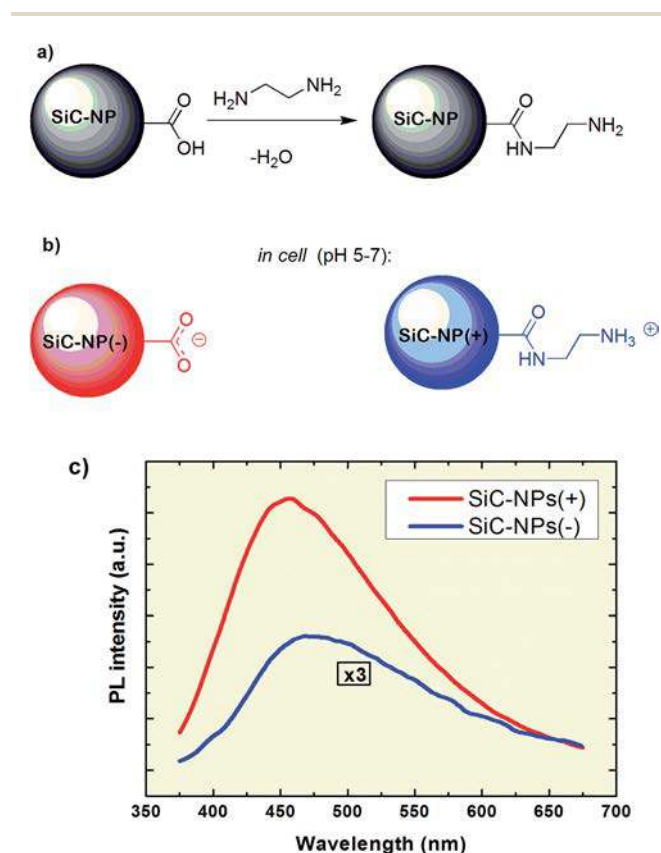 a)
SiC-NP
O
OH
H₂N
NH₂
-H₂O
SiC-NP
O
HN
NH₂
b)
in cell (pH 5-7):
SiC-NP(-)
O
O
⊖
SiC-NP(+)
O
HN
NH₃
⊕
c)
SiC-NPs(+)
SiC-NPs(-)
x3
PL intensity (a.u.)
350 400 450 500 550 600 650 700
Wavelength (nm)